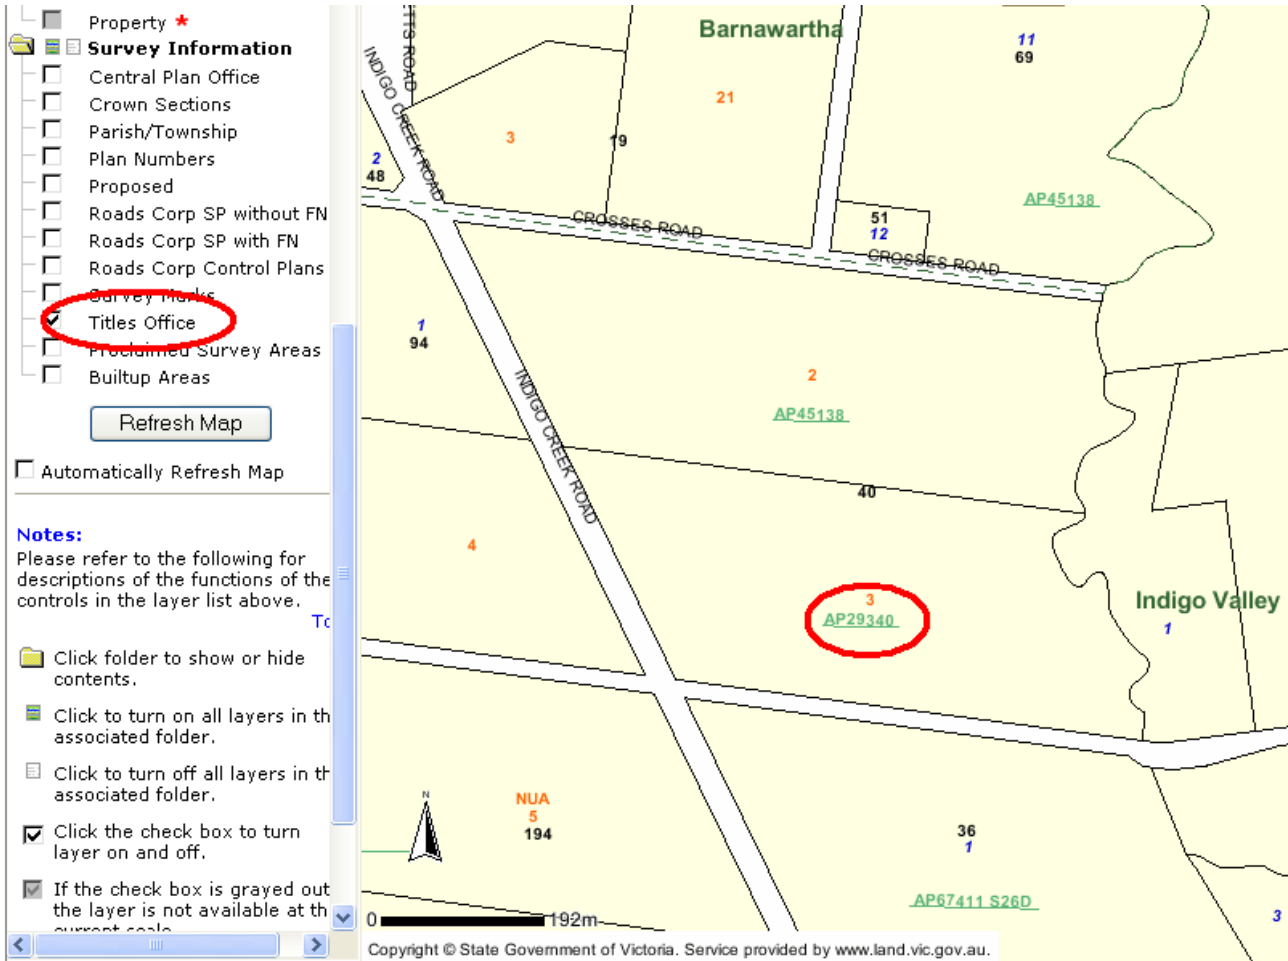 Property *
Survey Information
Central Plan Office
Crown Sections
Parish/Township
Plan Numbers
Proposed
Roads Corp SP without FN
Roads Corp SP with FN
Roads Corp Control Plans
Survey Marks
Titles Office
Proclaimed Survey Areas
Builtup Areas
Refresh Map
Automatically Refresh Map
Notes:
Please refer to the following for
descriptions of the functions of the
controls in the layer list above.
To
Click folder to show or hide
contents.
Click to turn on all layers in th
associated folder.
Click to turn off all layers in th
associated folder.
Click the check box to turn
layer on and off.
If the check box is grayed out
the layer is not available at th
current scale
Barnawartha
11
69
TTS ROAD
INDIGO CREEK ROAD
21
3
19
2
48
AP45138
CROSSES ROAD
51
12
CROSSES ROAD
1
94
2
AP45138
INDIGO CREEK ROAD
40
4
3
AP29340
Indigo Valley
1
NUA
5
194
N
36
1
AP67411 S26D
3
0
192m
Copyright © State Government of Victoria. Service provided by www.land.vic.gov.au.